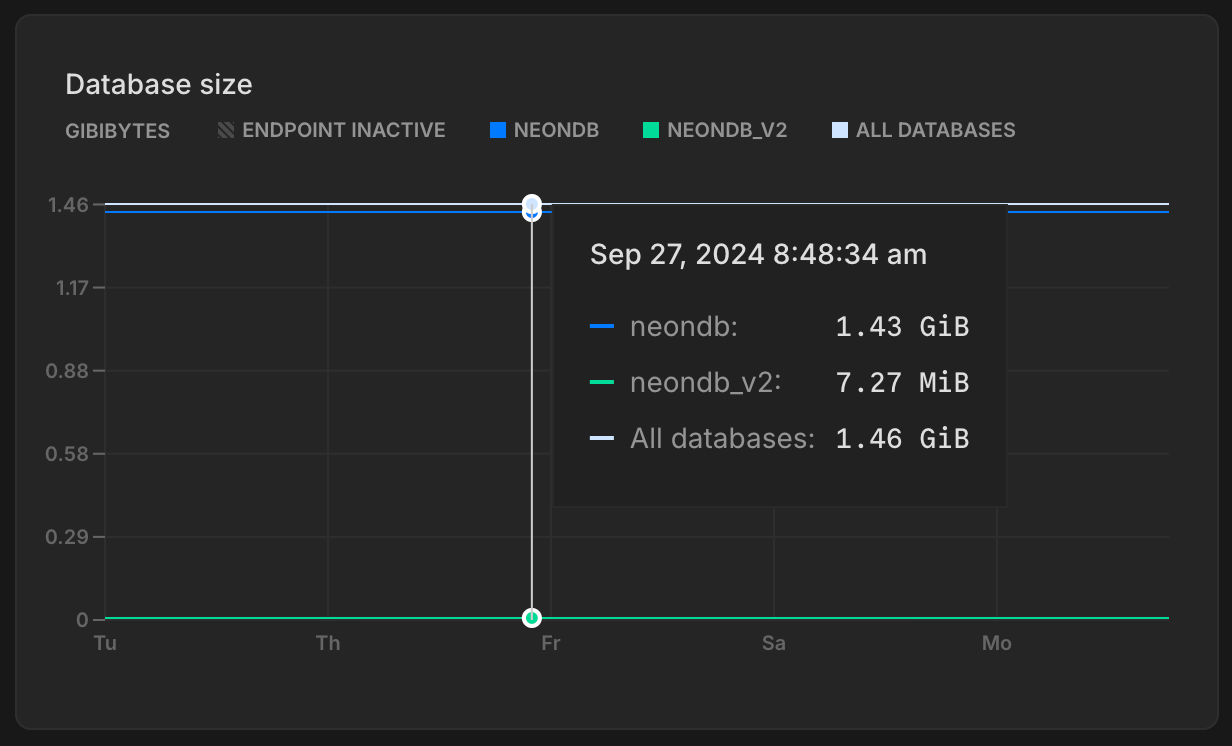 Database size
GIBIBYTES ENDPOINT INACTIVE NEONDB NEONDB_V2 ALL DATABASES
1.46
1.17
0.88
0.58
0.29
0
Sep 27, 2024 8:48:34 am
neondb: 1.43 GiB
neondb_v2: 7.27 MiB
All databases: 1.46 GiB
Tu Th Fr Sa Mo